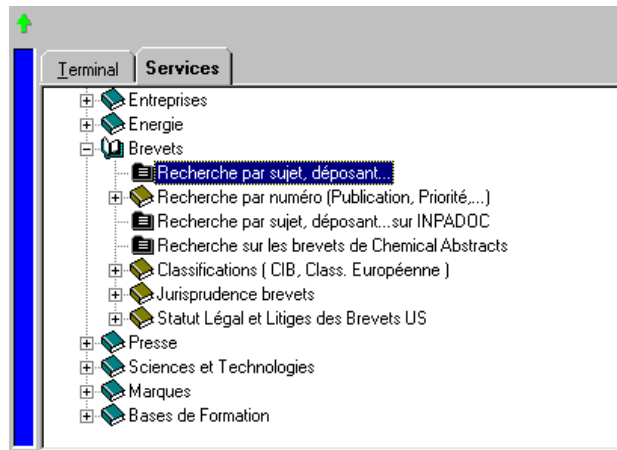 Terminal Services
Entreprises
Energie
Brevets
Recherche par sujet, déposant...
Recherche par numéro (Publication, Priorité,...)
Recherche par sujet, déposant...sur INPADOC
Recherche sur les brevets de Chemical Abstracts
Classifications ( CIB, Class. Européenne )
Jurisprudence brevets
Statut Légal et Litiges des Brevets US
Presse
Sciences et Technologies
Marques
Bases de Formation